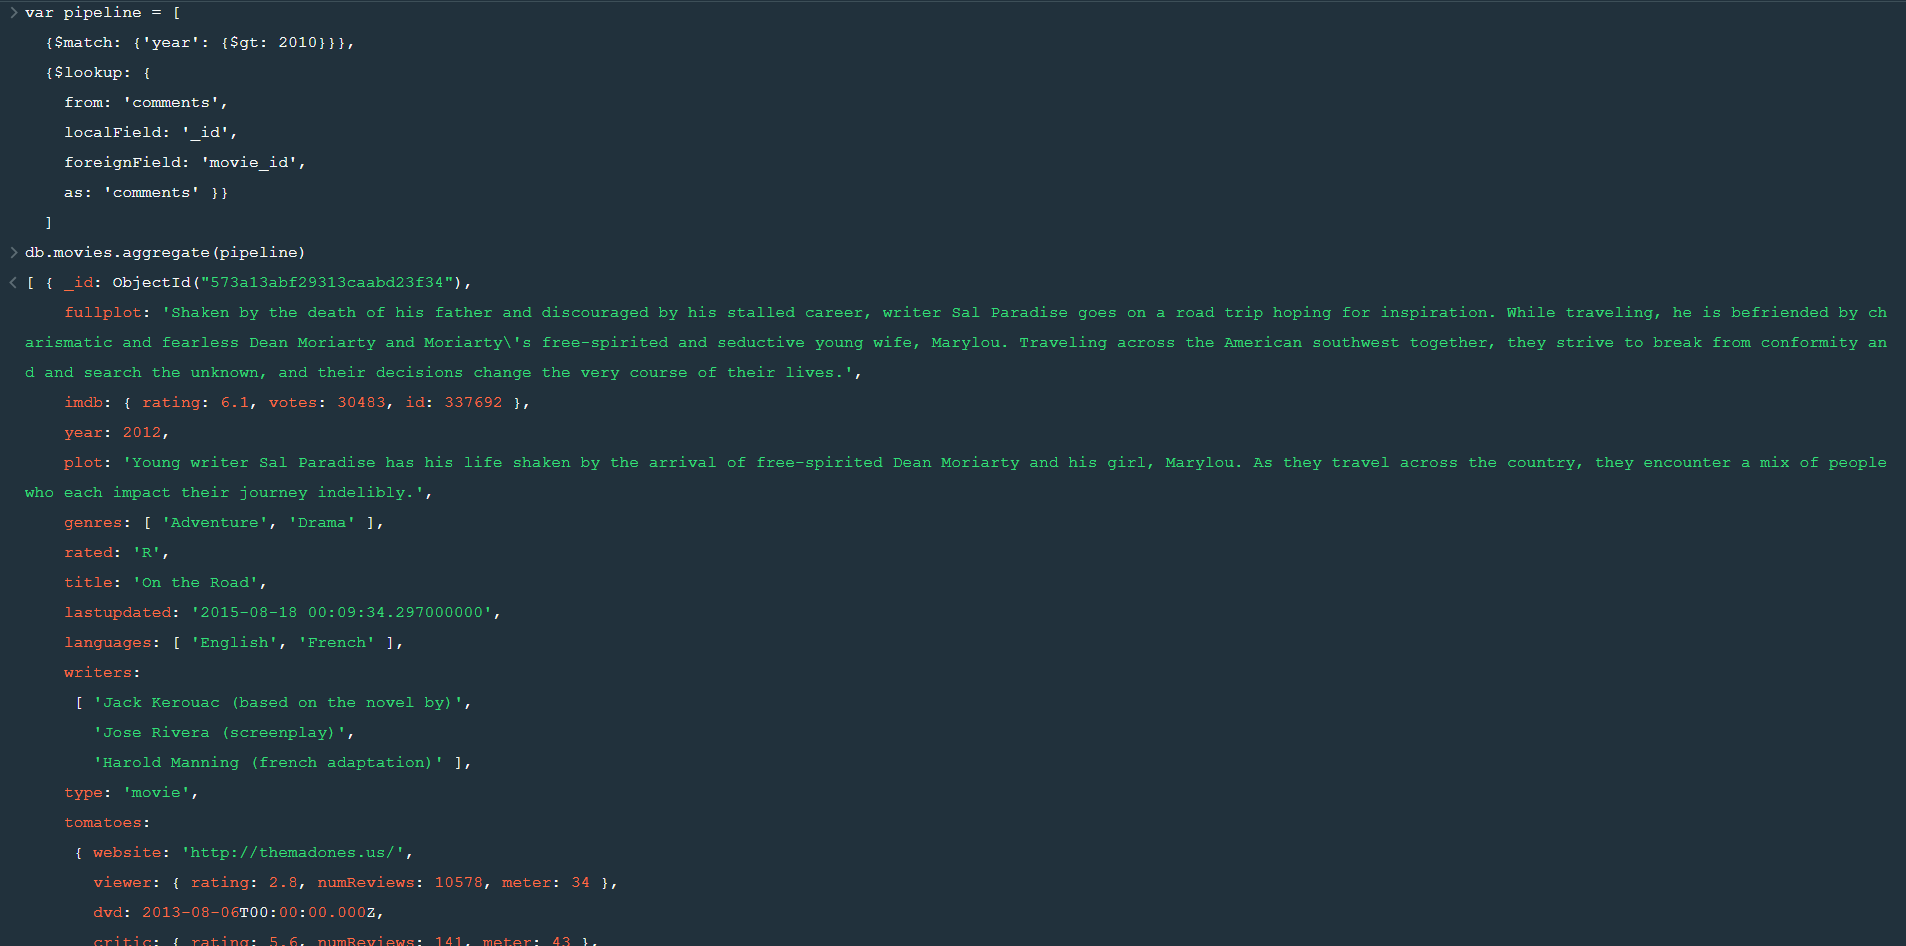 > var pipeline = [
{$match: {'year': {$gt: 2010}}},
{$lookup: {
from: 'comments',
localField: '_id',
foreignField: 'movie_id',
as: 'comments' }}
]
> db.movies.aggregate(pipeline)
< [ { _id: ObjectId("573a13abf29313caabd23f34"),
fullplot: 'Shaken by the death of his father and discouraged by his stalled career, writer Sal Paradise goes on a road trip hoping for inspiration. While traveling, he is befriended by ch
arismatic and fearless Dean Moriarty and Moriarty\'s free-spirited and seductive young wife, Marylou. Traveling across the American southwest together, they strive to break from conformity an
d and search the unknown, and their decisions change the very course of their lives.',
imdb: { rating: 6.1, votes: 30483, id: 337692 },
year: 2012,
plot: 'Young writer Sal Paradise has his life shaken by the arrival of free-spirited Dean Moriarty and his girl, Marylou. As they travel across the country, they encounter a mix of people
who each impact their journey indelibly.',
genres: [ 'Adventure', 'Drama' ],
rated: 'R',
title: 'On the Road',
lastupdated: '2015-08-18 00:09:34.297000000',
languages: [ 'English', 'French' ],
writers:
[ 'Jack Kerouac (based on the novel by)',
'Jose Rivera (screenplay)',
'Harold Manning (french adaptation)' ],
type: 'movie',
tomatoes:
{ website: 'http://themadones.us/',
viewer: { rating: 2.8, numReviews: 10578, meter: 34 },
dvd: 2013-08-06T00:00:00.000Z,
critic: { rating: 5.6, numReviews: 141, meter: 43 },